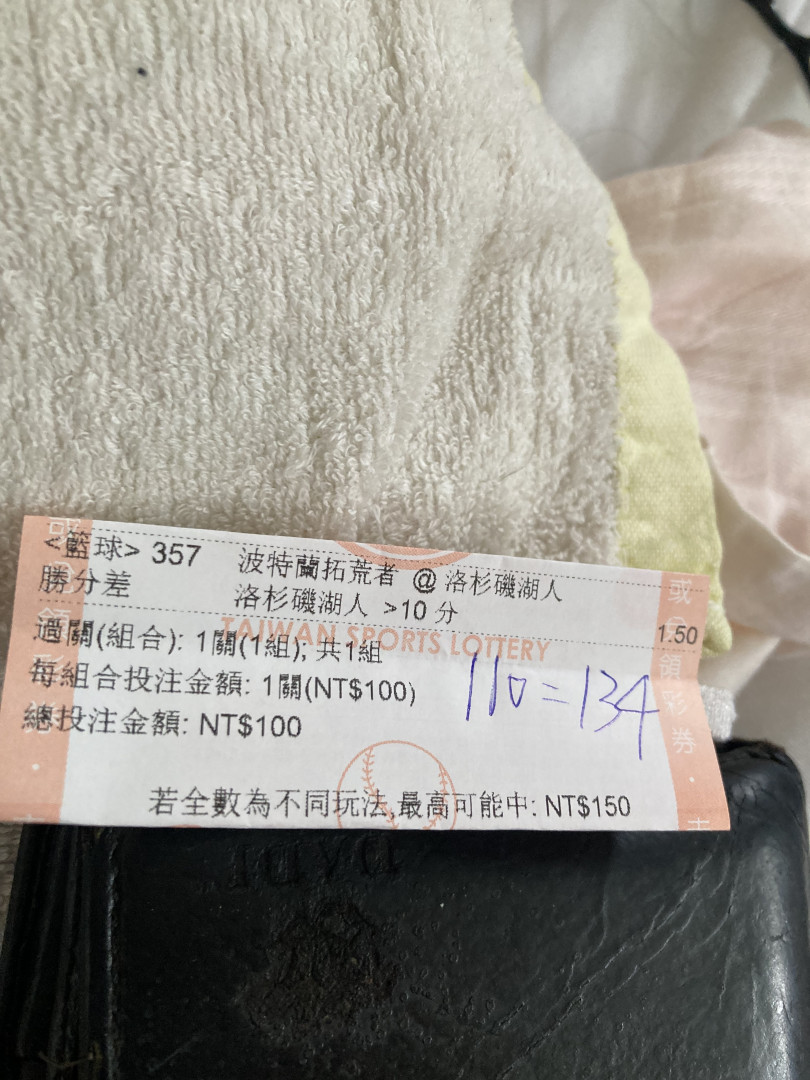 <籃球> 357 波特蘭拓荒者 @ 洛杉磯湖人
勝分差 洛杉磯湖人 >10 分 1.50
過關(組合): 1關(1組); 共1組
TAIWAN SPORTS LOTTERY
每組合投注金額: 1關(NT$100)
110=134
總投注金額: NT$100
若全數為不同玩法,最高可能中: NT$150
領彩券